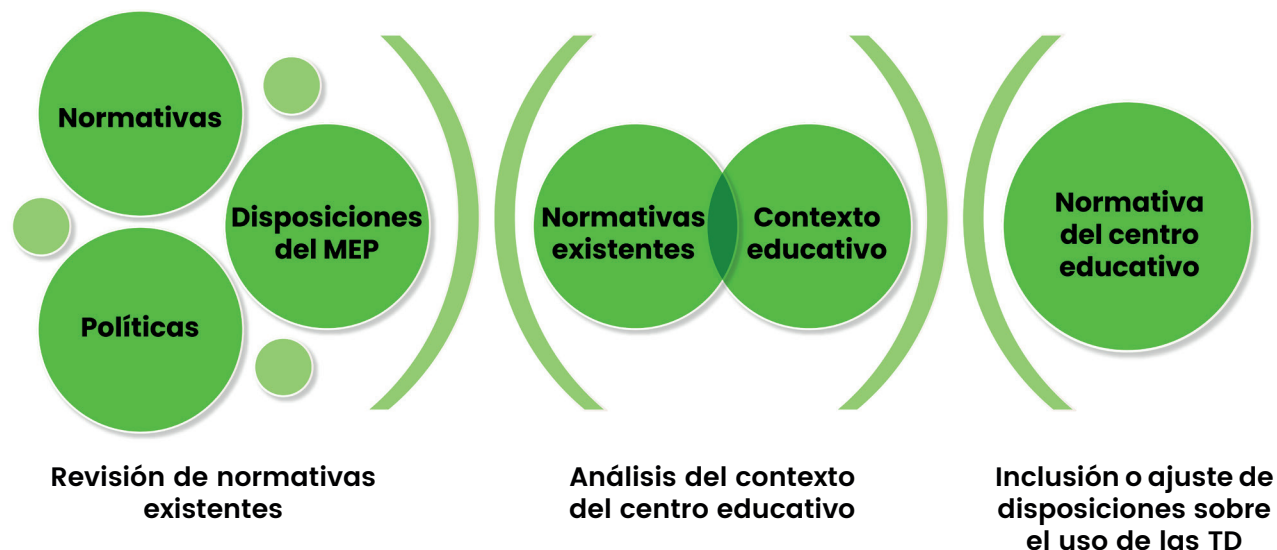 Normativas
Disposiciones
del MEP
Políticas
Revisión de normativas
existentes
Normativas
existentes
Contexto
educativo
Análisis del contexto
del centro educativo
Normativa
del centro
educativo
Inclusión o ajuste de
disposiciones sobre
el uso de las TD